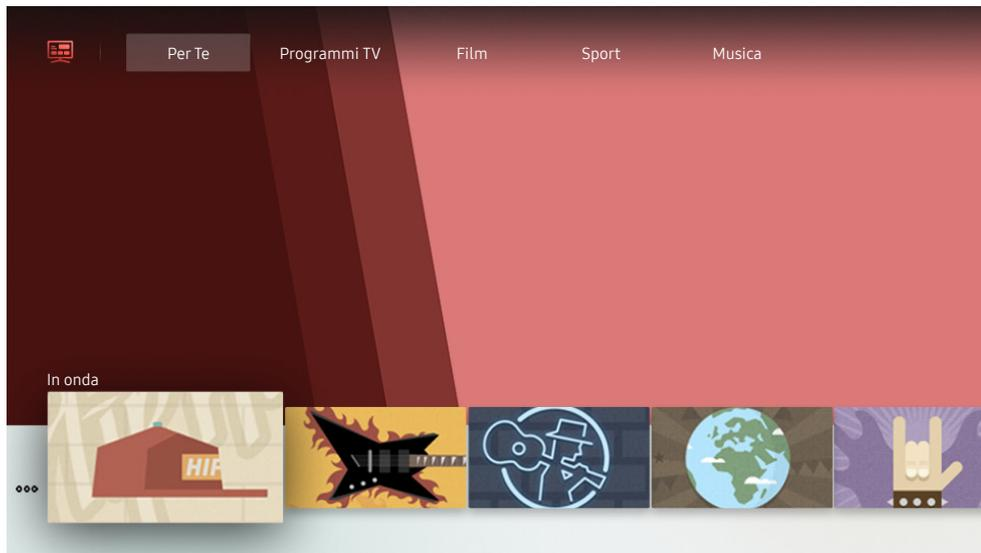 Per Te
Programmi TV
Film
Sport
Musica
In onda
HIP